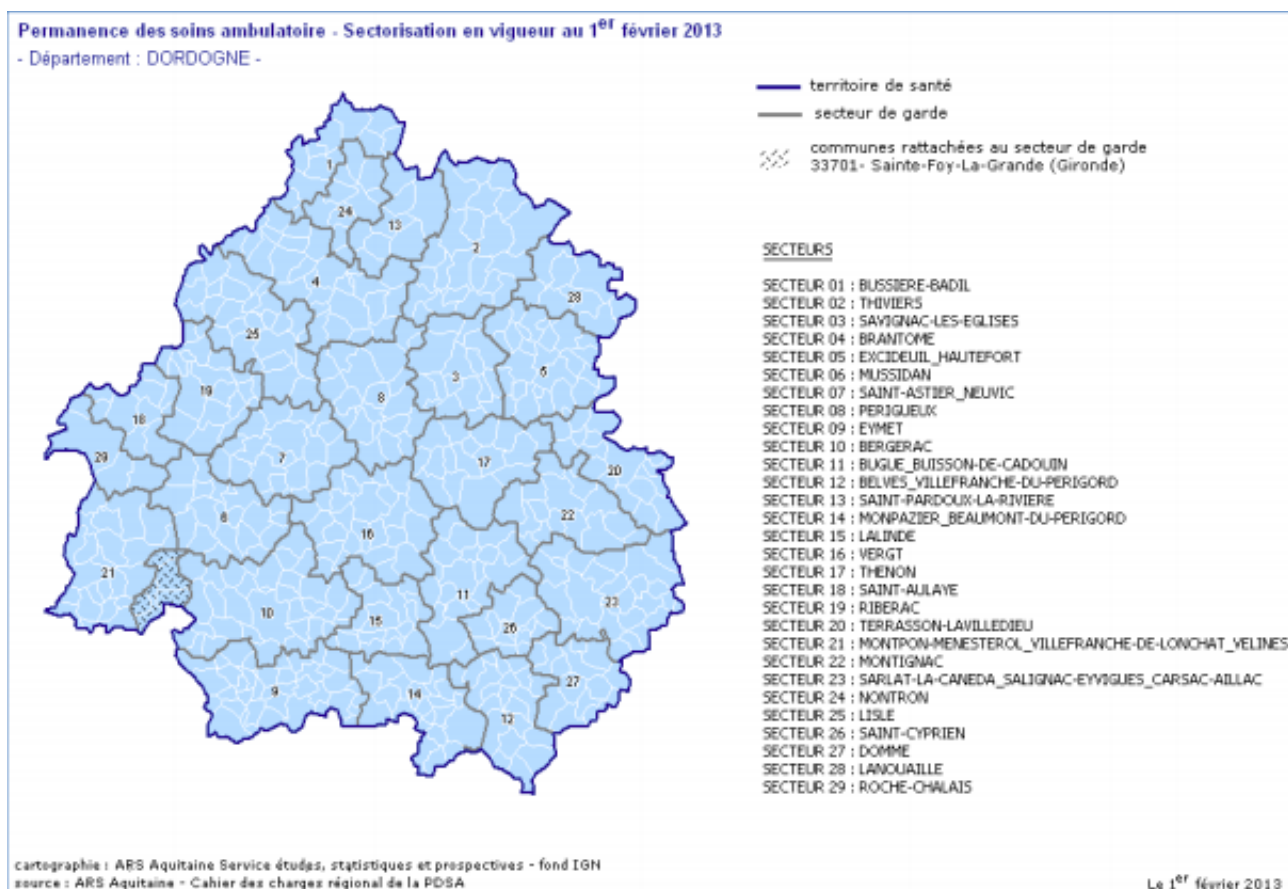 Permanence des soins ambulatoire - Sectorisation en vigueur au 1er février 2013
- Département : DORDOGNE -
territoire de santé
secteur de garde
communes rattachées au secteur de garde
33701- Sainte-Foy-La-Grande (Gironde)
SECTEURS
SECTEUR 01 : BUSSIERE-BADIL
SECTEUR 02 : THIVIERS
SECTEUR 03 : SAVIGNAC-LES-EGLISES
SECTEUR 04 : BRANTOME
SECTEUR 05 : EXCIDEUIL_HAUTEFORT
SECTEUR 06 : MUSSIDAN
SECTEUR 07 : SAINT-ASTIER_NEUVIC
SECTEUR 08 : PERIGUEUX
SECTEUR 09 : EYMET
SECTEUR 10 : BERGERAC
SECTEUR 11 : BUGUE_BUISSON-DE-CADOUIN
SECTEUR 12 : BELVES_VILLEFRANCHE-DU-PERIGORD
SECTEUR 13 : SAINT-PARDOUX-LA-RIVIERE
SECTEUR 14 : MONPAZIER_BEAUMONT-DU-PERIGORD
SECTEUR 15 : LALINDE
SECTEUR 16 : VERGT
SECTEUR 17 : THENON
SECTEUR 18 : SAINT-AULAYE
SECTEUR 19 : RIBERAC
SECTEUR 20 : TERRASSON-LAVILLEDIEU
SECTEUR 21 : MONTPON-MENESTEROL_VILLEFRANCHE-DE-LONCHAT_VELINES
SECTEUR 22 : MONTIGNAC
SECTEUR 23 : SARLAT-LA-CANEDA_SALIGNAC-EYVIGUES_CARSAC-AILLAC
SECTEUR 24 : NONTRON
SECTEUR 25 : LISLE
SECTEUR 26 : SAINT-CYPRIEN
SECTEUR 27 : DOMME
SECTEUR 28 : LANOUAILLE
SECTEUR 29 : ROCHE-CHALAIS
1
24
13
2
4
28
25
3
5
19
8
18
7
29
17
20
6
22
16
21
10
15
11
23
26
9
14
27
12
cartographie : ARS Aquitaine Service études, statistiques et prospectives - fond IGN
source : ARS Aquitaine - Cahier des charges régional de la PDSA
Le 1er février 2013